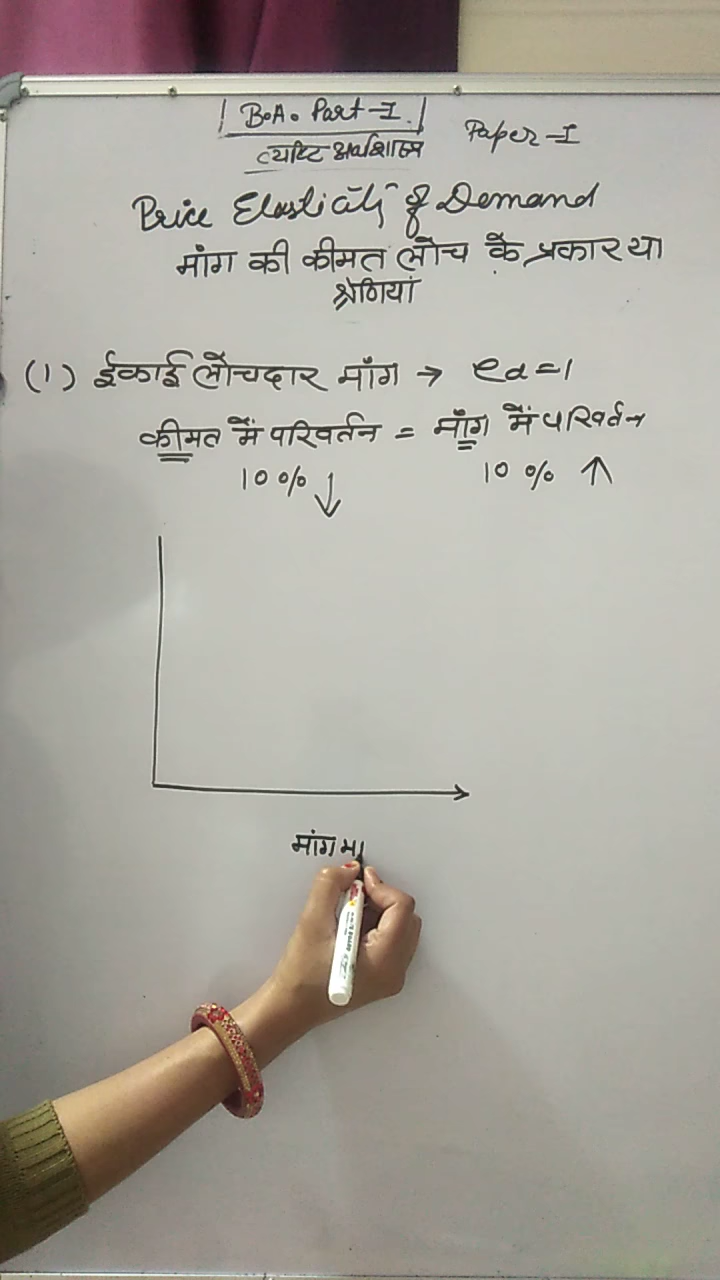 B.A. Part-I.
Paper-I
व्यष्टि अर्थशास्त्र
Price Elasticity of Demand
मांग की कीमत लोच के प्रकार या
श्रेणियां
(1) ईकाई लोचदार माँग → ed=1
कीमत में परिवर्तन = माँग में परिवर्तन
10% ↓ 10% ↑
मांग मा